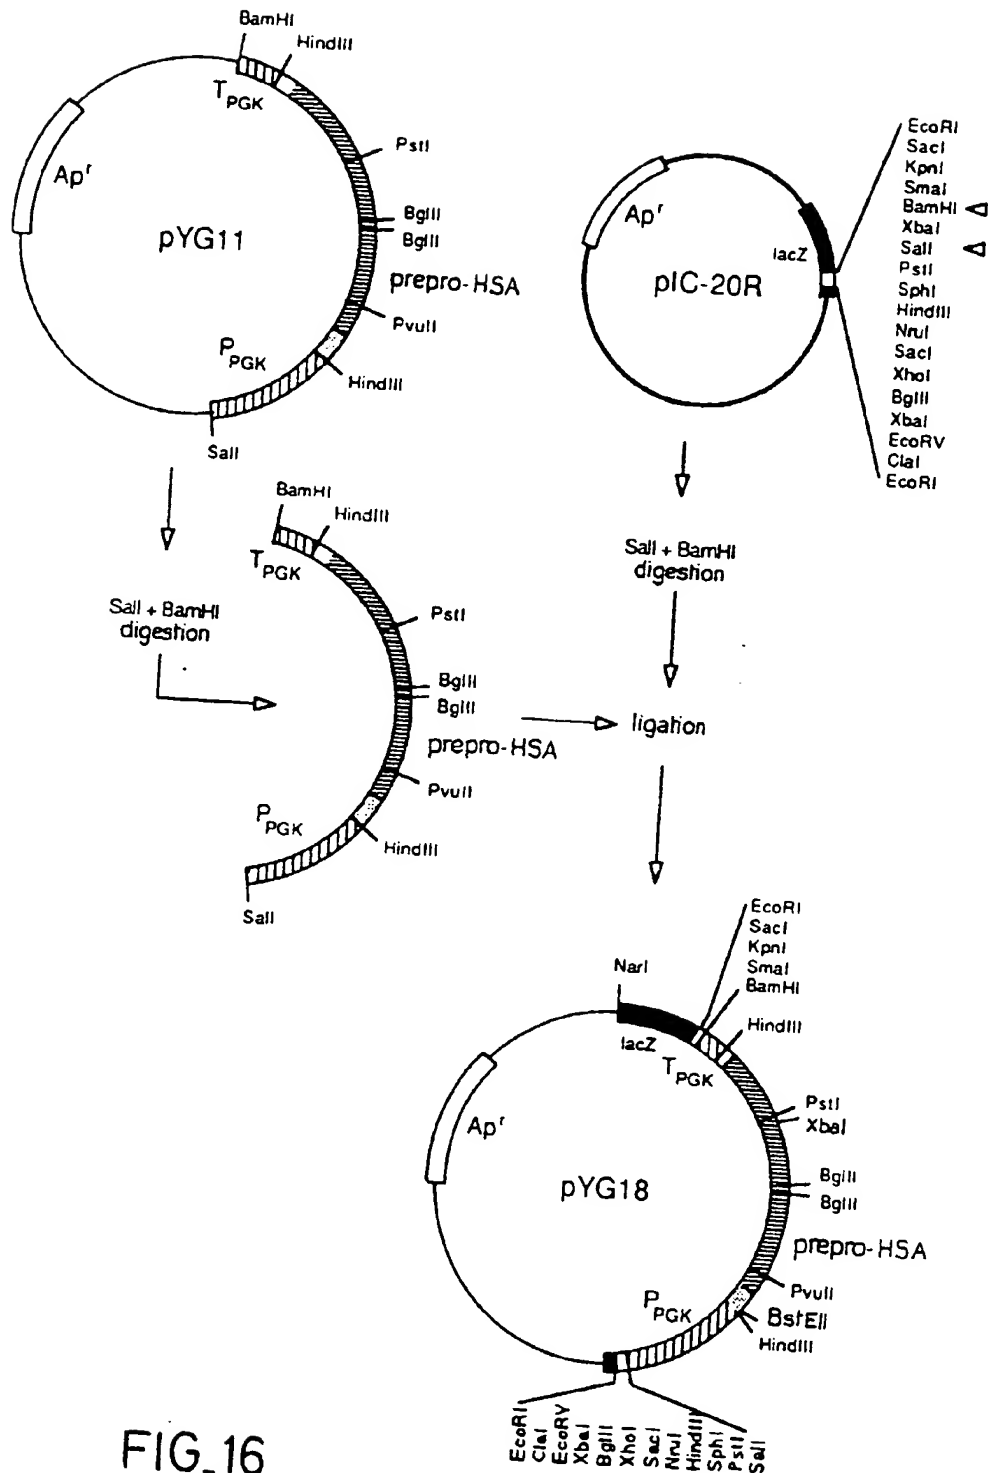 BamHI
HindIII
T PGK
PstI
Ap r
BglII
BglII
pYG11
prepro-HSA
PvuII
P PGK
HindIII
SalI
EcoRI
SacI
KpnI
SmaI
BamHI
XbaI
SalI
PstI
SphI
HindIII
NruI
SacI
XhoI
BglII
XbaI
EcoRV
ClaI
EcoRI
Ap r
lacZ
pIC-20R
SalI + BamHI
digestion
BamHI
HindIII
T PGK
SalI + BamHI
digestion
PstI
BglII
BglII
prepro-HSA
PvuII
P PGK
HindIII
SalI
ligation
EcoRI
SacI
KpnI
SmaI
BamHI
NarI
HindIII
lacZ
T PGK
PstI
XbaI
Ap r
BglII
BglII
pYG18
prepro-HSA
PvuII
P PGK
BstEII
HindIII
EcoRI
ClaI
EcoRV
XbaI
BglII
XhoI
SacI
NruI
HindIII
SphI
PstI
SalI
FIG_16